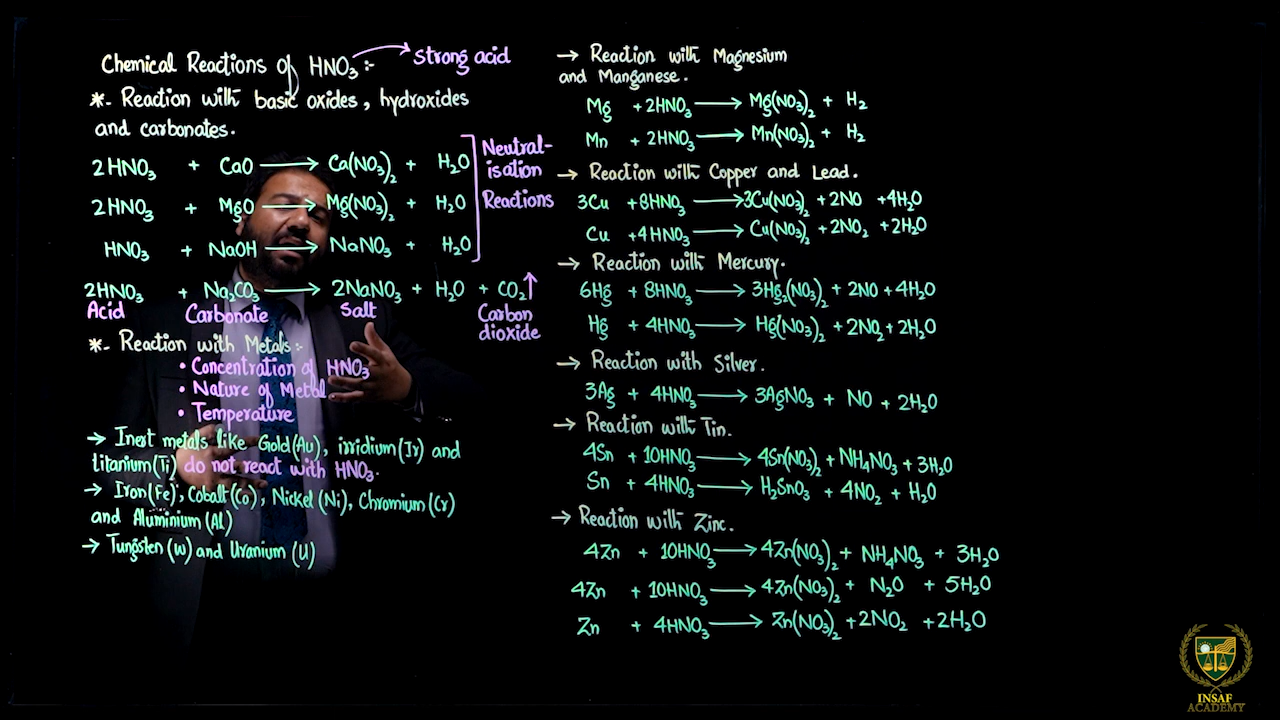 Chemical Reactions of HNO₃ :- → Strong acid
*- Reaction with basic oxides, hydroxides
and carbonates.
2HNO₃ + CaO → Ca(NO₃)₂ + H₂O
2HNO₃ + MgO → Mg(NO₃)₂ + H₂O
HNO₃ + NaOH → NaNO₃ + H₂O
Neutral-
isation
Reactions
2HNO₃ + Na₂CO₃ → 2NaNO₃ + H₂O + CO₂↑
Acid Carbonate Salt Carbon
dioxide
*- Reaction with Metals :-
• Concentration of HNO₃
• Nature of Metal
• Temperature
→ Inest metals like Gold(Au), irridium(Ir) and
titanium(Ti) do not react with HNO₃.
→ Iron(Fe), Cobalt(Co), Nickel(Ni), Chromium(Cr)
and Aluminium(Al)
→ Tungsten(W) and Uranium(U)
→ Reaction with Magnesium
and Manganese.
Mg + 2HNO₃ → Mg(NO₃)₂ + H₂
Mn + 2HNO₃ → Mn(NO₃)₂ + H₂
→ Reaction with Copper and Lead.
3Cu + 8HNO₃ → 3Cu(NO₃)₂ + 2NO + 4H₂O
Cu + 4HNO₃ → Cu(NO₃)₂ + 2NO₂ + 2H₂O
→ Reaction with Mercury.
6Hg + 8HNO₃ → 3Hg₂(NO₃)₂ + 2NO + 4H₂O
Hg + 4HNO₃ → Hg(NO₃)₂ + 2NO₂ + 2H₂O
→ Reaction with Silver.
3Ag + 4HNO₃ → 3AgNO₃ + NO + 2H₂O
→ Reaction with Tin.
4Sn + 10HNO₃ → 4Sn(NO₃)₂ + NH₄NO₃ + 3H₂O
Sn + 4HNO₃ → H₂SnO₃ + 4NO₂ + H₂O
→ Reaction with Zinc.
4Zn + 10HNO₃ → 4Zn(NO₃)₂ + NH₄NO₃ + 3H₂O
4Zn + 10HNO₃ → 4Zn(NO₃)₂ + N₂O + 5H₂O
Zn + 4HNO₃ → Zn(NO₃)₂ + 2NO₂ + 2H₂O
INSAF
ACADEMY